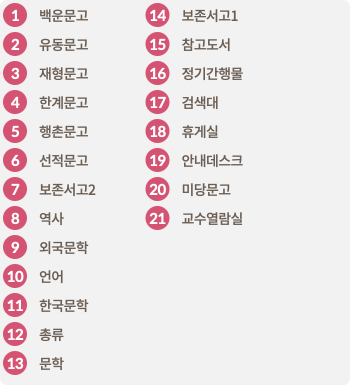 1 백운문고
2 유동문고
3 재형문고
4 한계문고
5 행촌문고
6 선적문고
7 보존서고2
8 역사
9 외국문학
10 언어
11 한국문학
12 총류
13 문학
14 보존서고1
15 참고도서
16 정기간행물
17 검색대
18 휴게실
19 안내데스크
20 미당문고
21 교수열람실